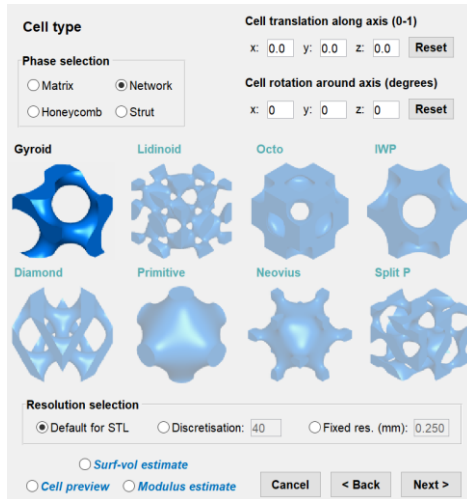 Cell type
Cell translation along axis (0-1)
x: 0.0 y: 0.0 z: 0.0 Reset
Phase selection
Matrix Network
Honeycomb Strut
Cell rotation around axis (degrees)
x: 0 y: 0 z: 0 Reset
Gyroid Lidinoid Octo IWP
Diamond Primitive Neovius Split P
Resolution selection
Default for STL Discretisation: 40 Fixed res. (mm): 0.250
Surf-vol estimate
Cell preview Modulus estimate Cancel < Back Next >